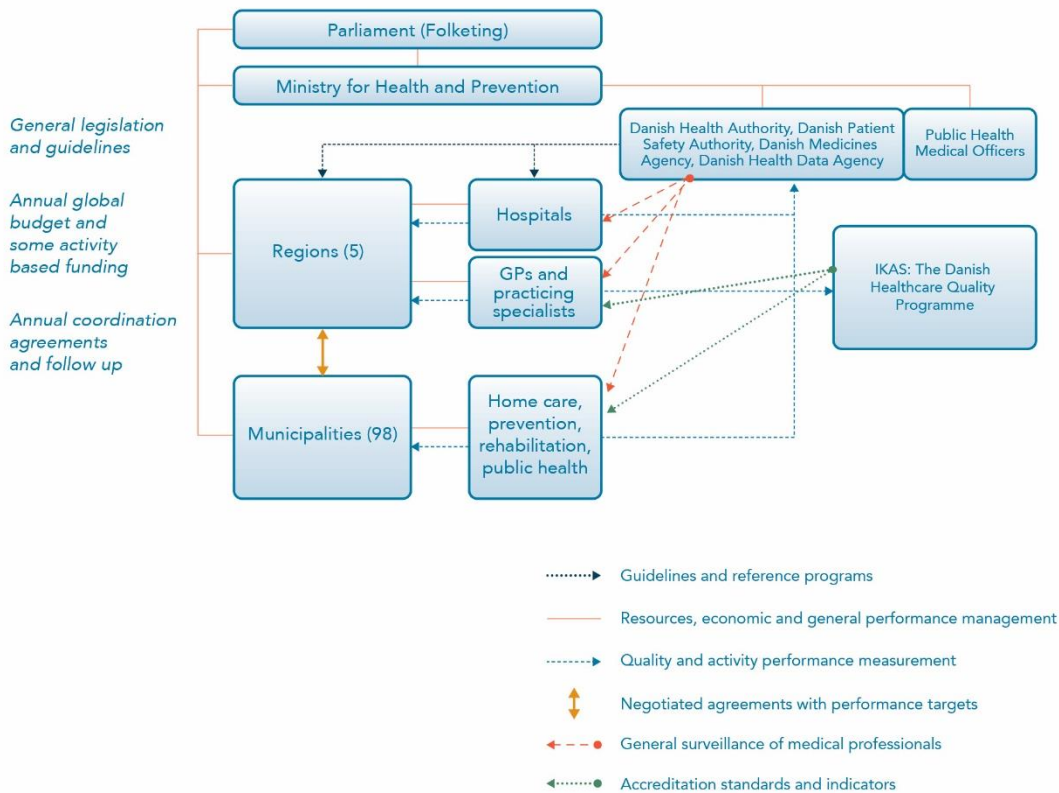 Parliament (Folketing)
Ministry for Health and Prevention
General legislation
and guidelines
Annual global
budget and
some activity
based funding
Annual coordination
agreements
and follow up
Danish Health Authority, Danish Patient
Safety Authority, Danish Medicines
Agency, Danish Health Data Agency
Public Health
Medical Officers
Regions (5)
Hospitals
GPs and
practicing
specialists
IKAS: The Danish
Healthcare Quality
Programme
Municipalities (98)
Home care,
prevention,
rehabilitation,
public health
Guidelines and reference programs
Resources, economic and general performance management
Quality and activity performance measurement
Negotiated agreements with performance targets
General surveillance of medical professionals
Accreditation standards and indicators